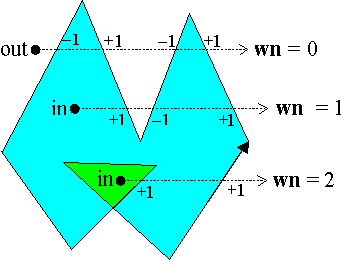 −1 +1 −1 +1
out wn = 0
in wn = 1
+1 −1 +1
in wn = 2
+1 +1